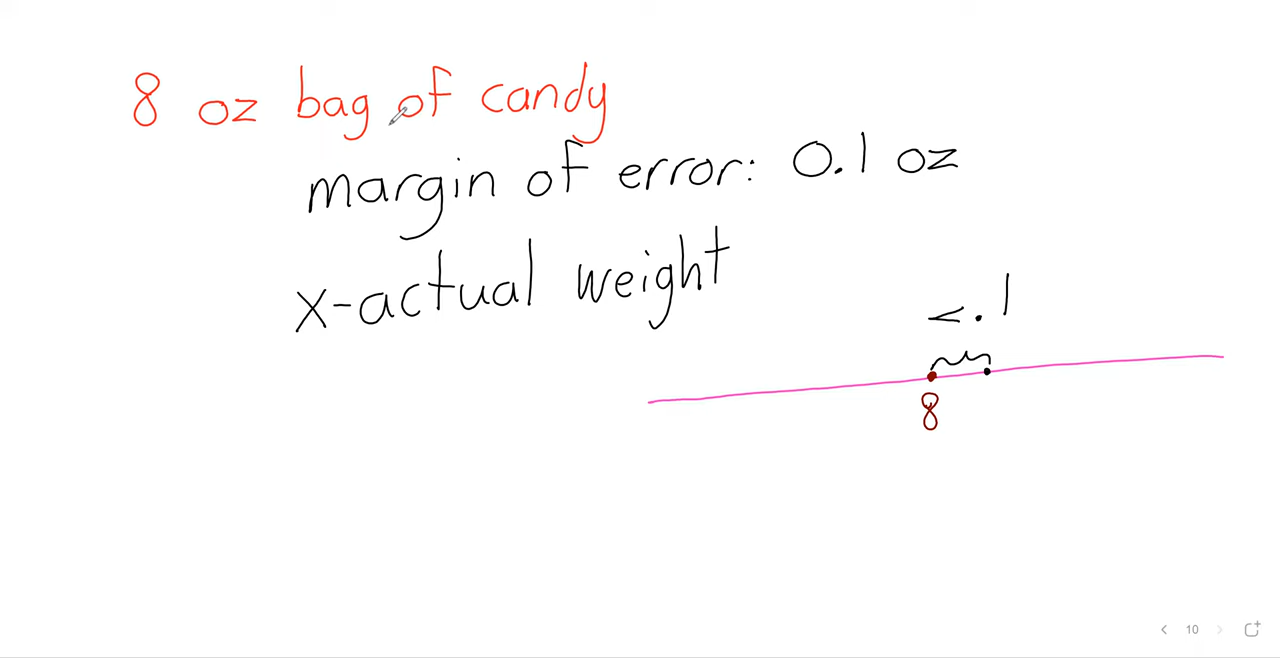 8 oz bag of candy
margin of error: 0.1 oz
x-actual weight
<.1
8
10